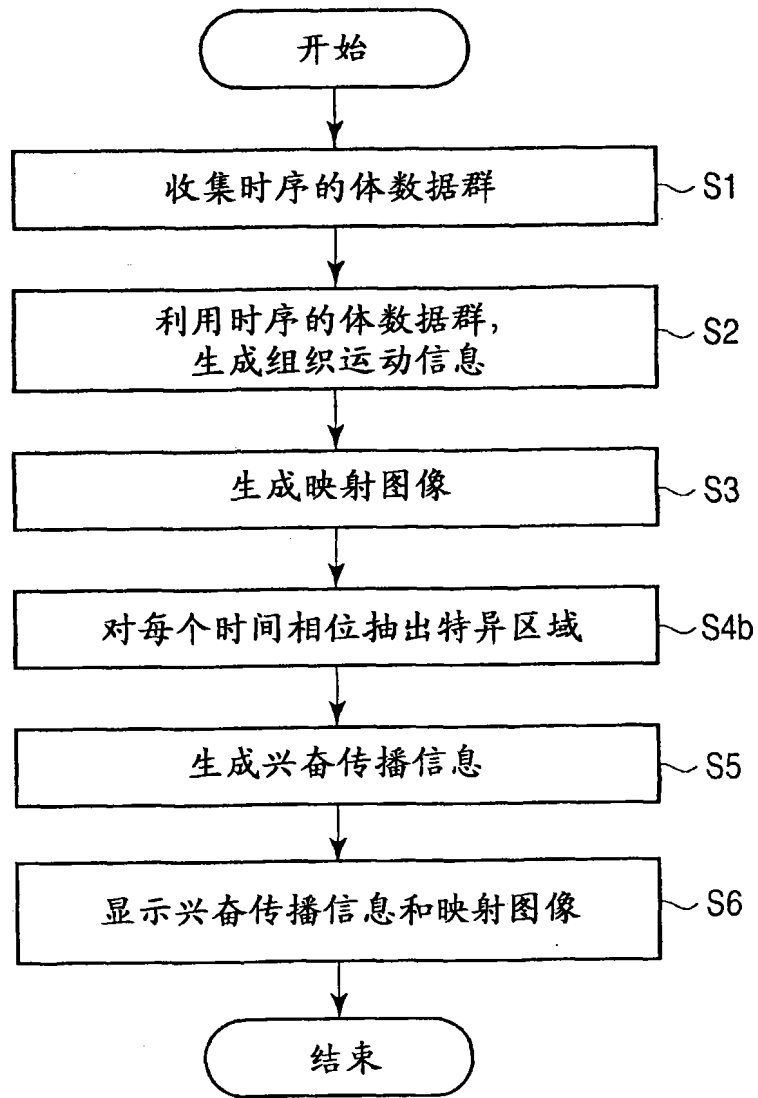 开始
收集时序的体数据群
S1
利用时序的体数据群,
生成组织运动信息
S2
生成映射图像
S3
对每个时间相位抽出特异区域
S4b
生成兴奋传播信息
S5
显示兴奋传播信息和映射图像
S6
结束